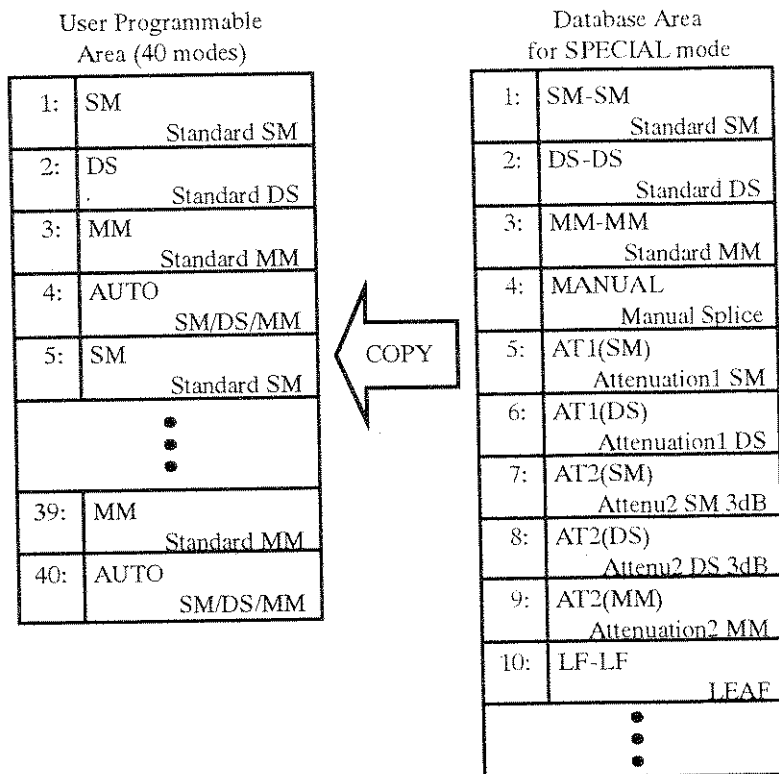 User Programmable
Area (40 modes)
1: SM
Standard SM
2: DS
Standard DS
3: MM
Standard MM
4: AUTO
SM/DS/MM
5: SM
Standard SM
39: MM
Standard MM
40: AUTO
SM/DS/MM
COPY
Database Area
for SPECIAL mode
1: SM-SM
Standard SM
2: DS-DS
Standard DS
3: MM-MM
Standard MM
4: MANUAL
Manual Splice
5: AT1(SM)
Attenuation1 SM
6: AT1(DS)
Attenuation1 DS
7: AT2(SM)
Attenu2 SM 3dB
8: AT2(DS)
Attenu2 DS 3dB
9: AT2(MM)
Attenuation2 MM
10: LF-LF
LEAF